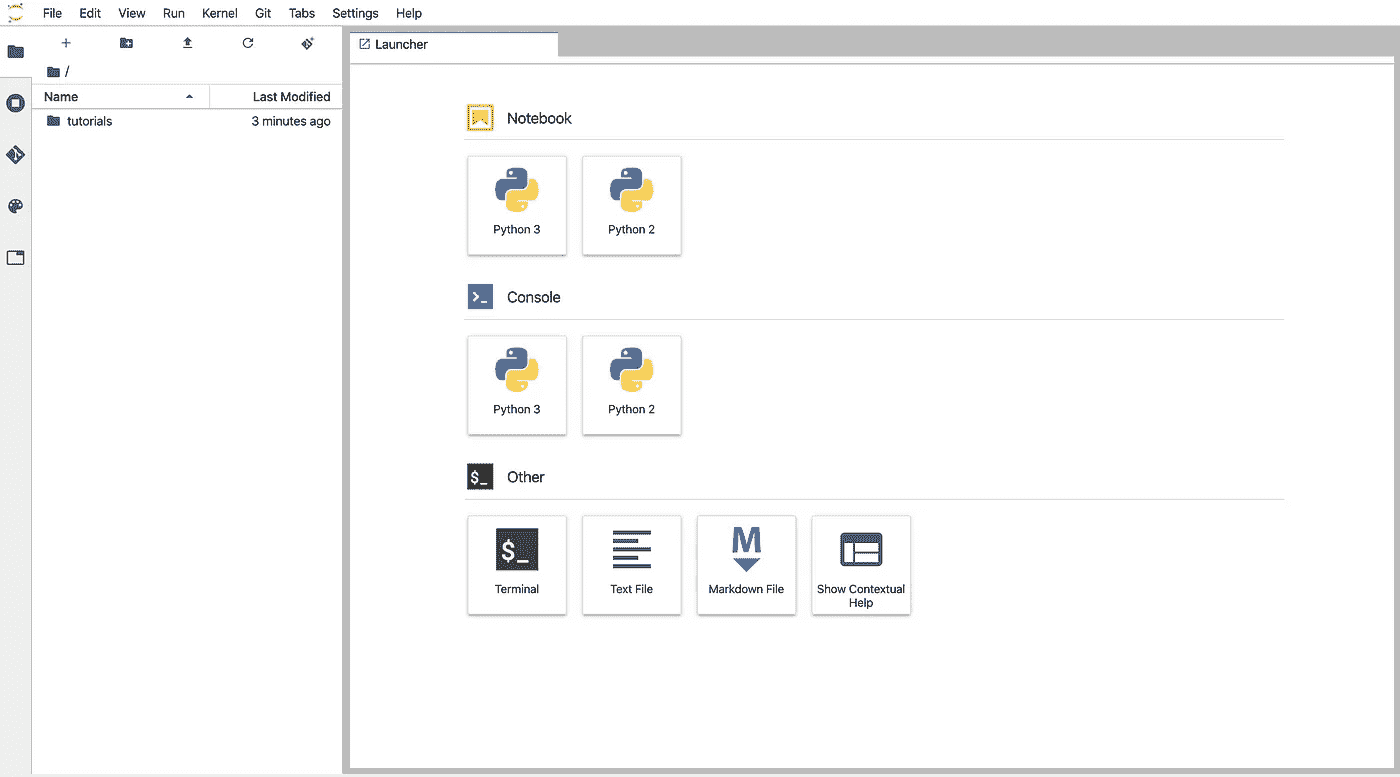 File Edit View Run Kernel Git Tabs Settings Help
Launcher
/
Name Last Modified
tutorials 3 minutes ago
Notebook
Python 3 Python 2
>_ Console
Python 3 Python 2
$_ Other
$_ M
Terminal Text File Markdown File Show Contextual
Help